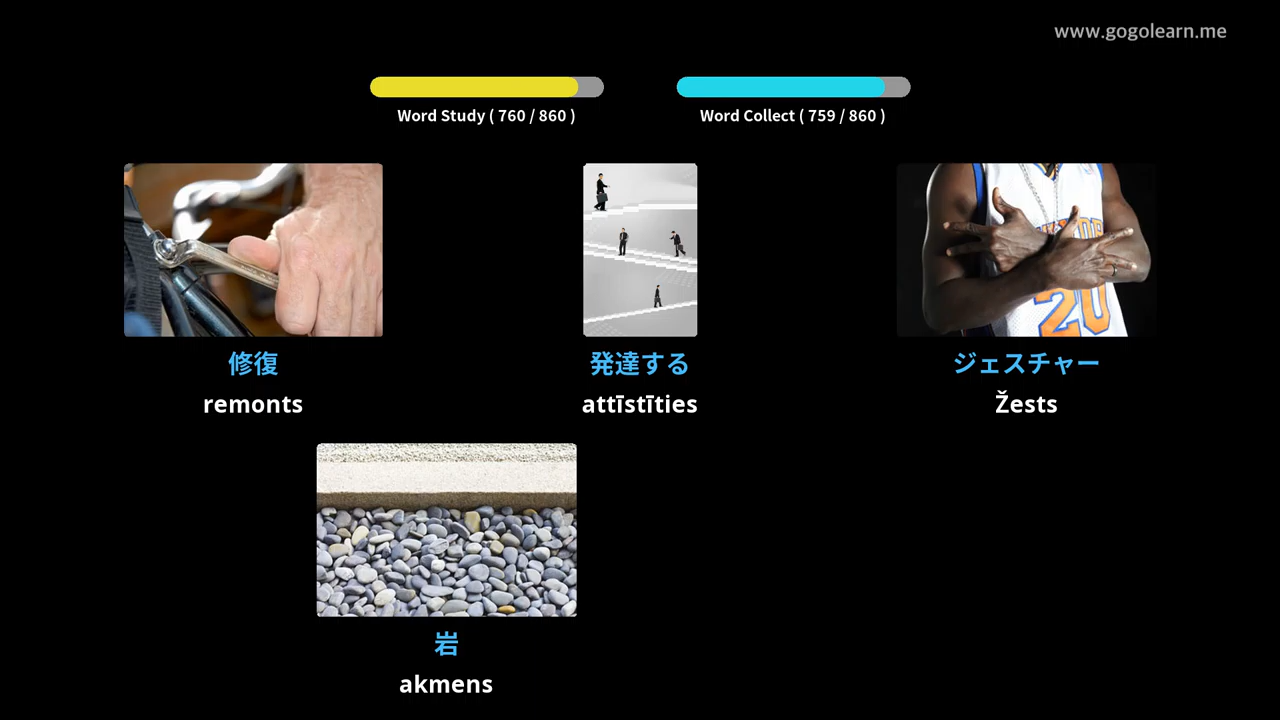 www.gogolearn.me
Word Study ( 760 / 860 )
Word Collect ( 759 / 860 )
修復
発達する
ジェスチャー
remonts
attīstīties
Žests
岩
akmens
20